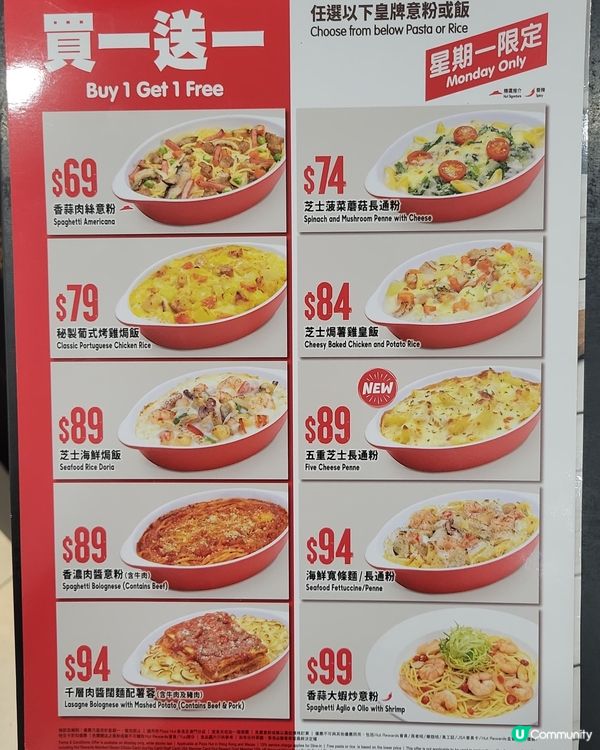 買一送一
Buy 1 Get 1 Free
任選以下皇牌意粉或飯
Choose from below Pasta or Rice
星期一限定
Monday Only
Hut Signature
Spicy
$69
香蒜肉絲意粉
Spaghetti Americana
$74
芝士菠菜蘑菇長通粉
Spinach and Mushroom Penne with Cheese
$79
秘製葡式烤雞焗飯
Classic Portuguese Chicken Rice
$84
芝士焗薯雞皇飯
Cheesy Baked Chicken and Potato Rice
$89
芝士海鮮焗飯
Seafood Rice Doria
NEW
$89
五重芝士長通粉
Five Cheese Penne
$89
香濃肉醬意粉(含牛肉)
Spaghetti Bolognese (Contains Beef)
$94
海鮮寬條麵/長通粉
Seafood Fettuccine/Penne
$94
千層肉醬闊麵配薯蓉(含牛肉及豬肉)
Lasagne Bolognese with Mashed Potato (Contains Beef & Pork)
$99
香蒜大蝦炒意粉
Spaghetti Aglio e Olio with Shrimp
U Community